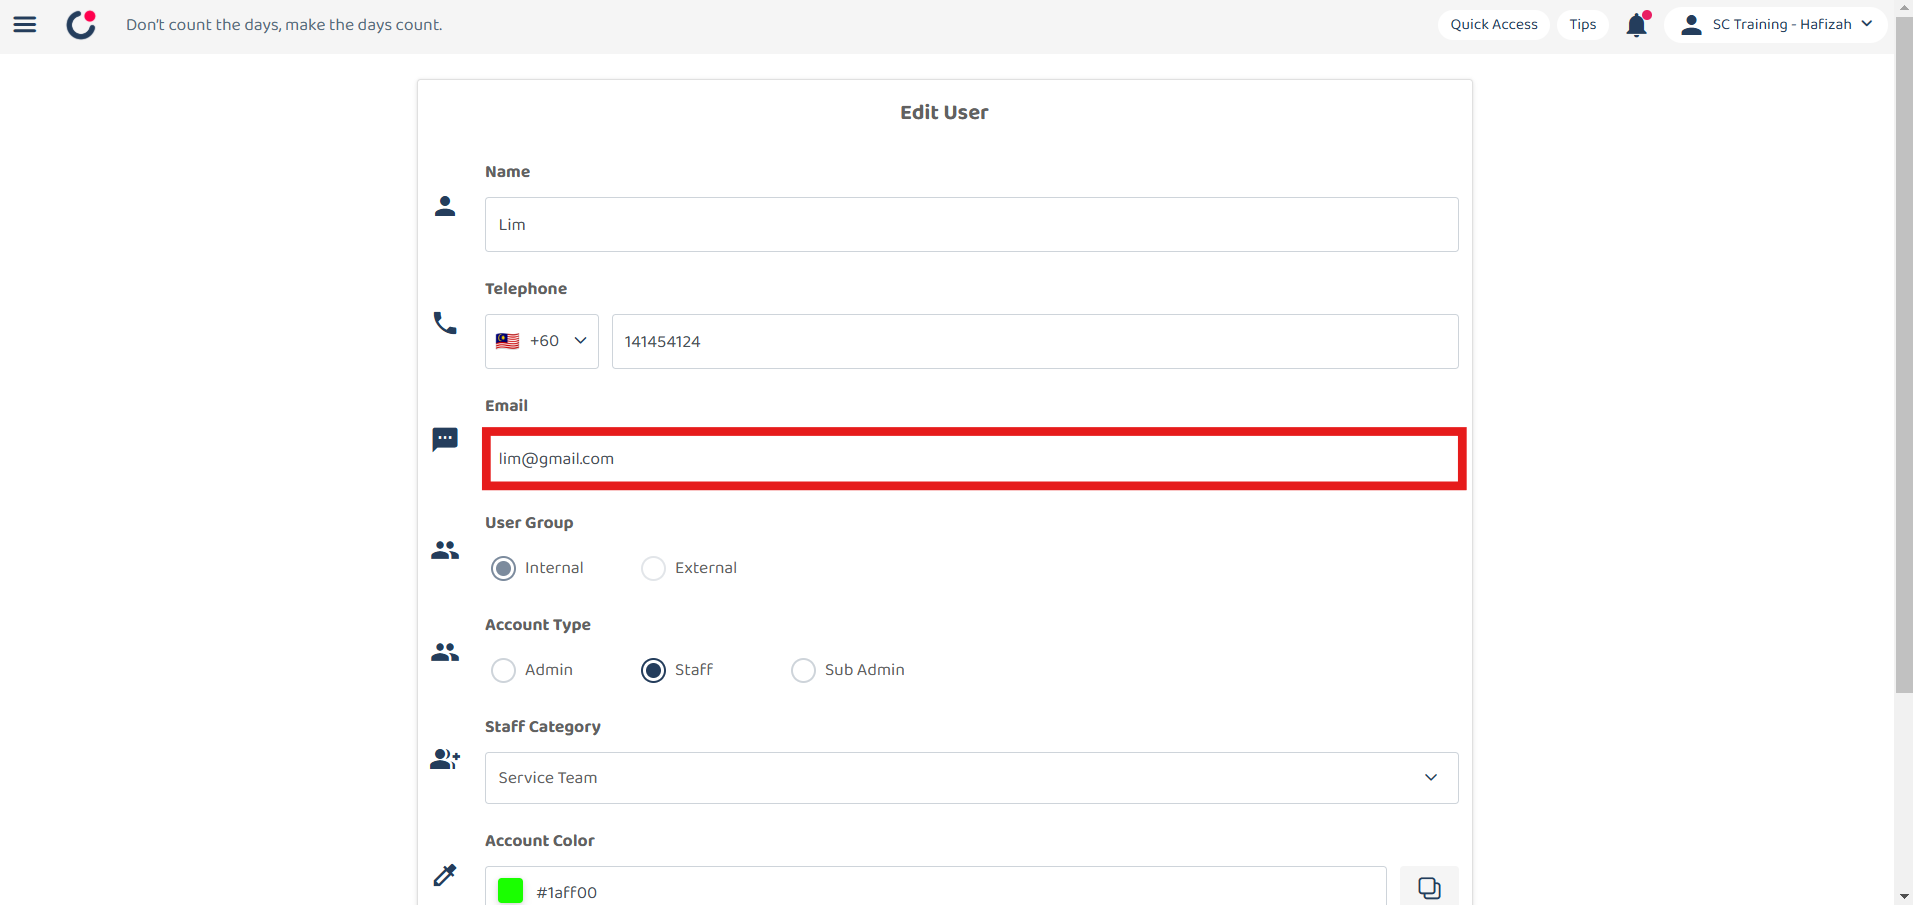 Don't count the days, make the days count.
Quick Access
Tips
SC Training - Hafizah
Edit User
Name
Lim
Telephone
+60
141454124
Email
lim@gmail.com
User Group
Internal
External
Account Type
Admin
Staff
Sub Admin
Staff Category
Service Team
Account Color
#1aff00